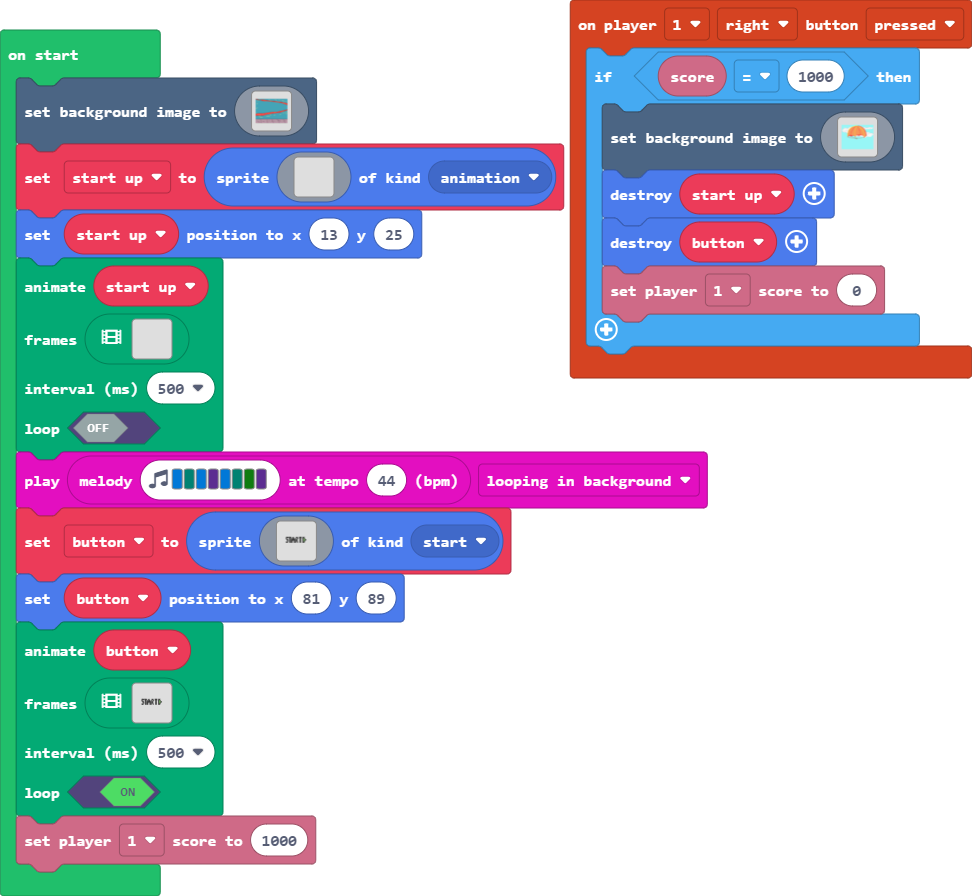 on start
set background image to
set start up to sprite of kind animation
set start up position to x 13 y 25
animate start up
frames
interval (ms) 500
loop OFF
play melody at tempo 44 (bpm) looping in background
set button to sprite START of kind start
set button position to x 81 y 89
animate button
frames START
interval (ms) 500
loop ON
set player 1 score to 1000
on player 1 right button pressed
if score = 1000 then
set background image to
destroy start up
destroy button
set player 1 score to 0